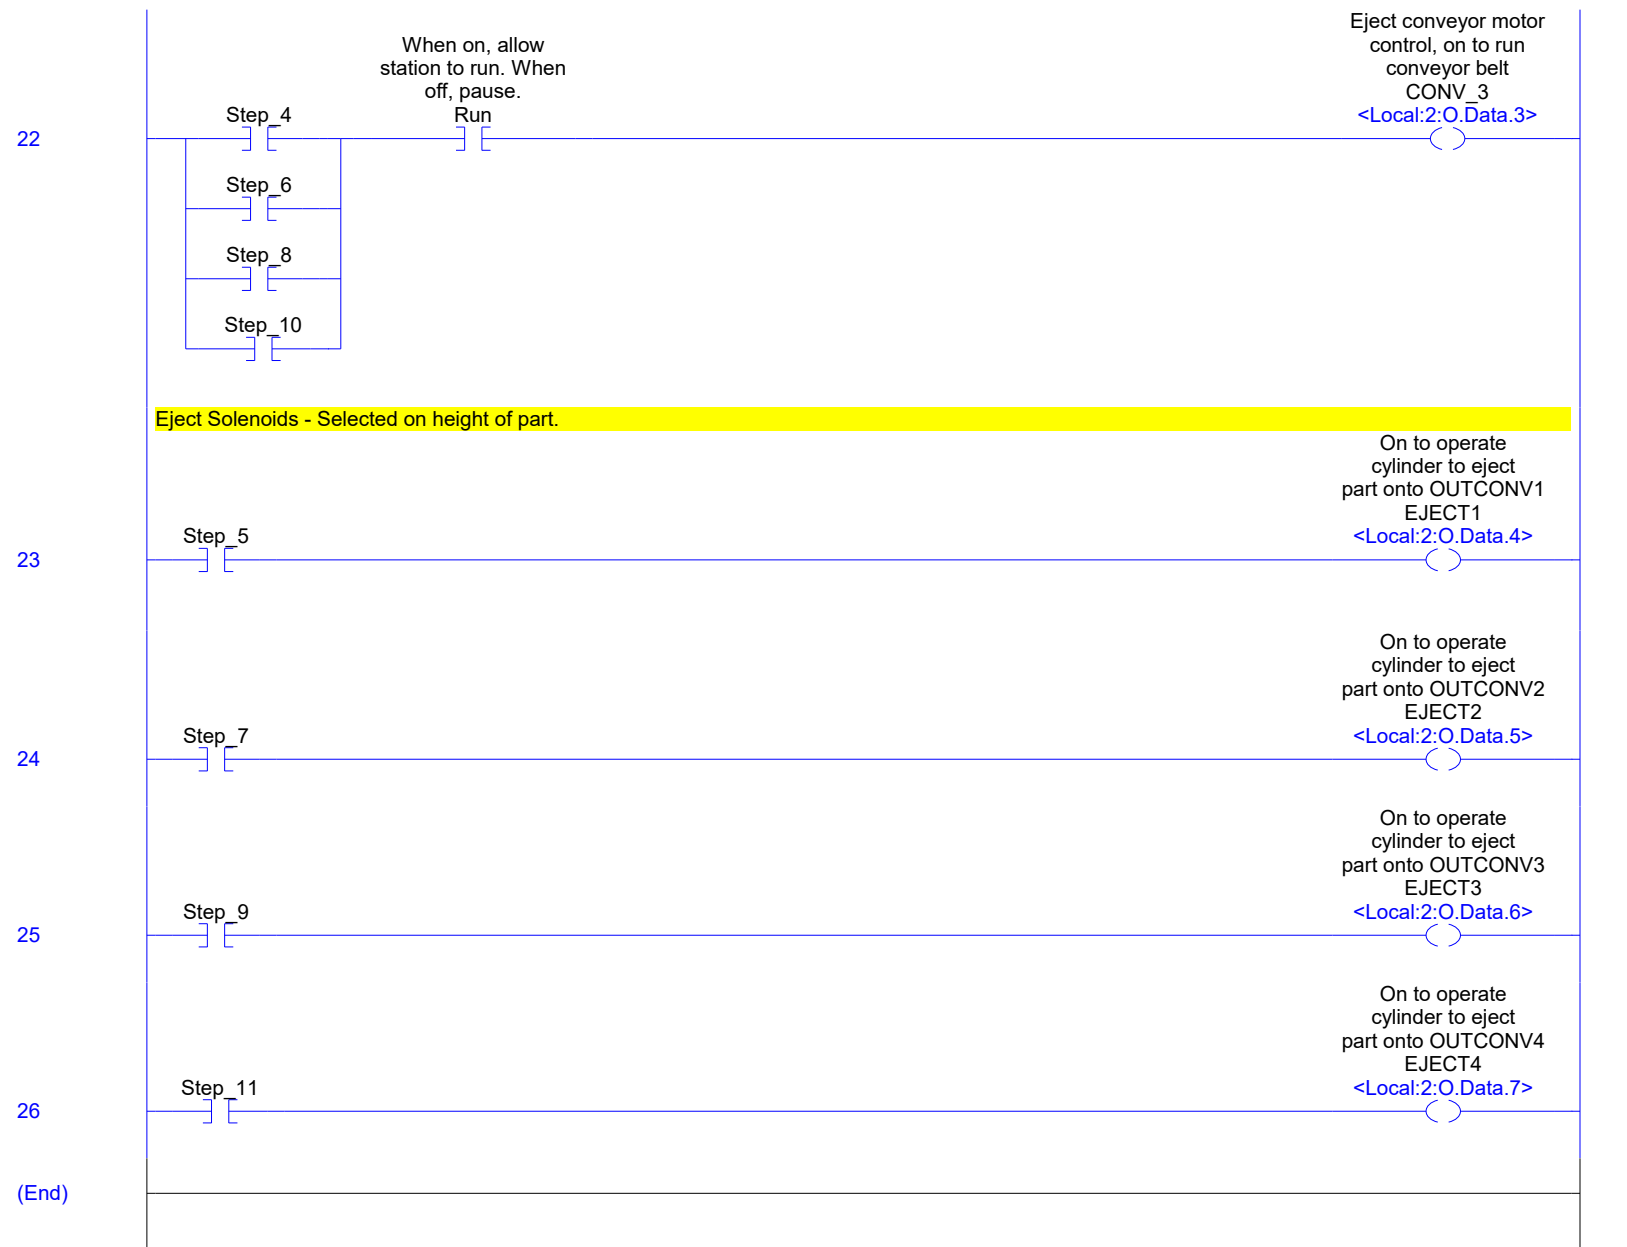 Eject conveyor motor
control, on to run
conveyor belt
CONV_3
<Local:2:O.Data.3>
When on, allow
station to run. When
off, pause.
Run
Step_4
22
Step_6
Step_8
Step_10
Eject Solenoids - Selected on height of part.
On to operate
cylinder to eject
part onto OUTCONV1
EJECT1
<Local:2:O.Data.4>
Step_5
23
On to operate
cylinder to eject
part onto OUTCONV2
EJECT2
<Local:2:O.Data.5>
Step_7
24
On to operate
cylinder to eject
part onto OUTCONV3
EJECT3
<Local:2:O.Data.6>
Step_9
25
On to operate
cylinder to eject
part onto OUTCONV4
EJECT4
<Local:2:O.Data.7>
Step_11
26
(End)